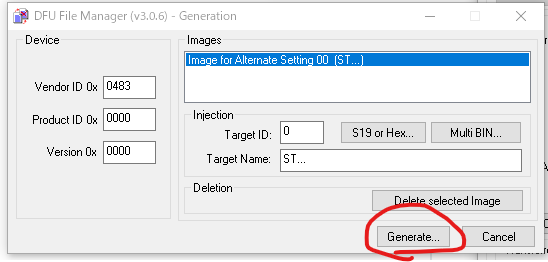 DFU File Manager (v3.0.6) - Generation
Device
Vendor ID 0x 0483
Product ID 0x 0000
Version 0x 0000
Images
Image for Alternate Setting 00 (ST...)
Injection
Target ID: 0 S19 or Hex... Multi BIN...
Target Name: ST...
Deletion
Delete selected Image
Generate... Cancel